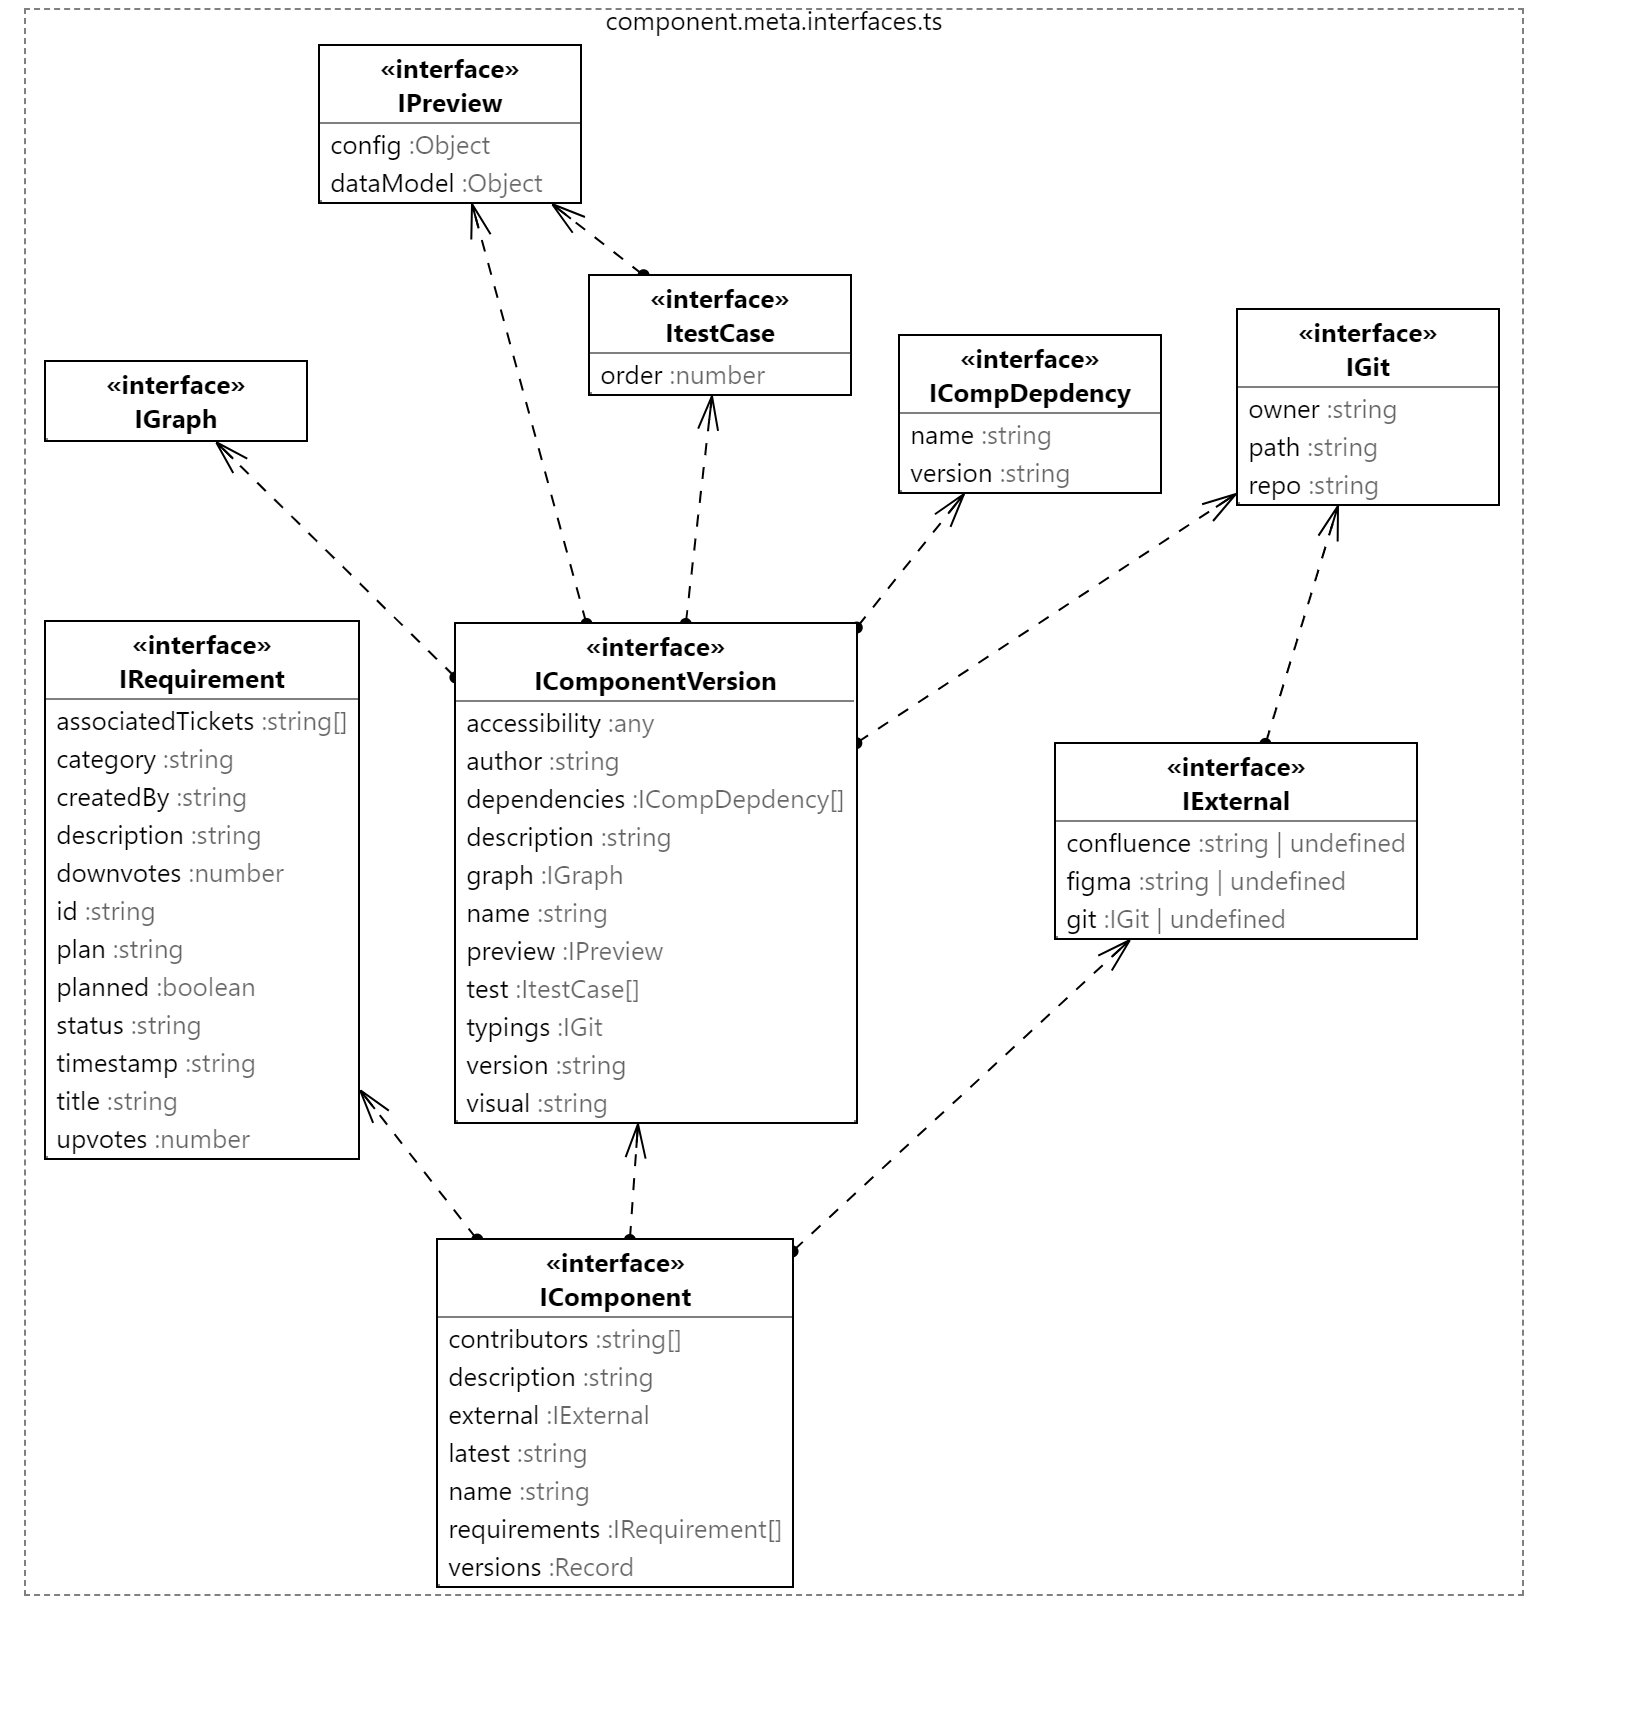 component.meta.interfaces.ts
«interface»
IPreview
config :Object
dataModel :Object
«interface»
ItestCase
order :number
«interface»
ICompDepdency
name :string
version :string
«interface»
IGit
owner :string
path :string
repo :string
«interface»
IGraph
«interface»
IRequirement
associatedTickets :string[]
category :string
createdBy :string
description :string
downvotes :number
id :string
plan :string
planned :boolean
status :string
timestamp :string
title :string
upvotes :number
«interface»
IComponentVersion
accessibility :any
author :string
dependencies :ICompDepdency[]
description :string
graph :IGraph
name :string
preview :IPreview
test :ItestCase[]
typings :IGit
version :string
visual :string
«interface»
IExternal
confluence :string | undefined
figma :string | undefined
git :IGit | undefined
«interface»
IComponent
contributors :string[]
description :string
external :IExternal
latest :string
name :string
requirements :IRequirement[]
versions :Record